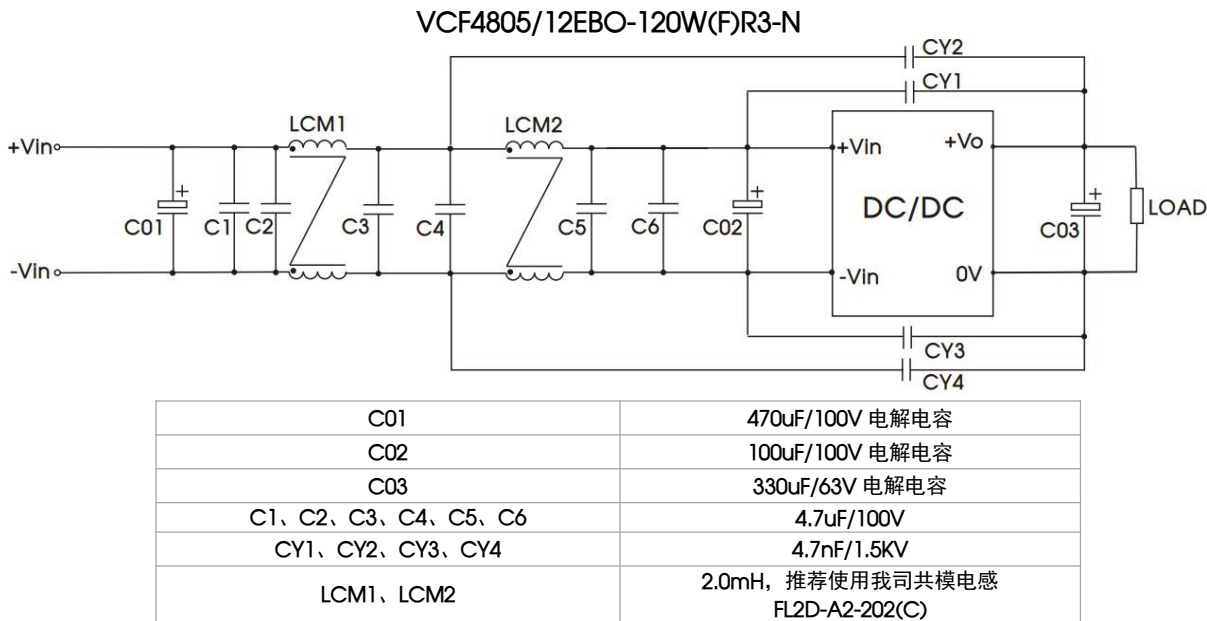 VCF4805/12EBO-120W(F)R3-N
CY2
CY1
LCM1
LCM2
+Vin
+Vin
+Vo
+
+
+
C01
C1
C2
C3
C4
C5
C6
C02
DC/DC
C03
LOAD
-Vin
-Vin
0V
CY3
CY4
C01 470uF/100V 电解电容
C02 100uF/100V 电解电容
C03 330uF/63V 电解电容
C1、C2、C3、C4、C5、C6 4.7uF/100V
CY1、CY2、CY3、CY4 4.7nF/1.5KV
LCM1、LCM2 2.0mH，推荐使用我司共模电感
FL2D-A2-202(C)